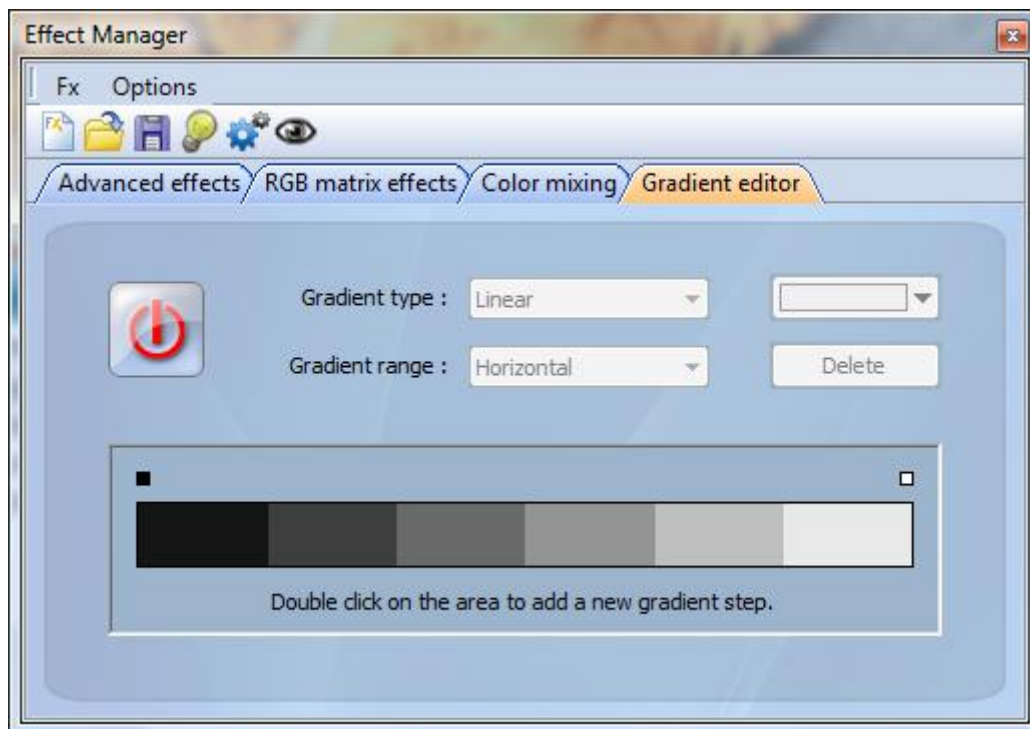 Effect Manager
Fx Options
FX
Advanced effects RGB matrix effects Color mixing Gradient editor
Gradient type : Linear
Gradient range : Horizontal Delete
Double click on the area to add a new gradient step.